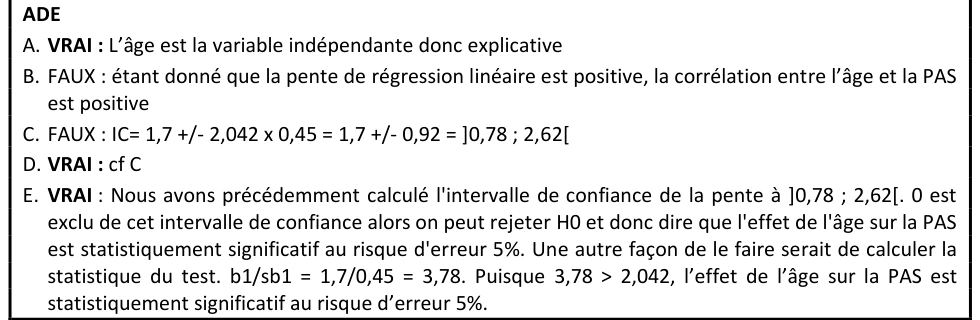 ADE
A. VRAI : L’âge est la variable indépendante donc explicative
B. FAUX : étant donné que la pente de régression linéaire est positive, la corrélation entre l’âge et la PAS
est positive
C. FAUX : IC= 1,7 +/- 2,042 x 0,45 = 1,7 +/- 0,92 = ]0,78 ; 2,62[
D. VRAI : cf C
E. VRAI : Nous avons précédemment calculé l'intervalle de confiance de la pente à ]0,78 ; 2,62[. 0 est
exclu de cet intervalle de confiance alors on peut rejeter H0 et donc dire que l'effet de l'âge sur la PAS
est statistiquement significatif au risque d'erreur 5%. Une autre façon de le faire serait de calculer la
statistique du test. b1/sb1 = 1,7/0,45 = 3,78. Puisque 3,78 > 2,042, l’effet de l’âge sur la PAS est
statistiquement significatif au risque d’erreur 5%.